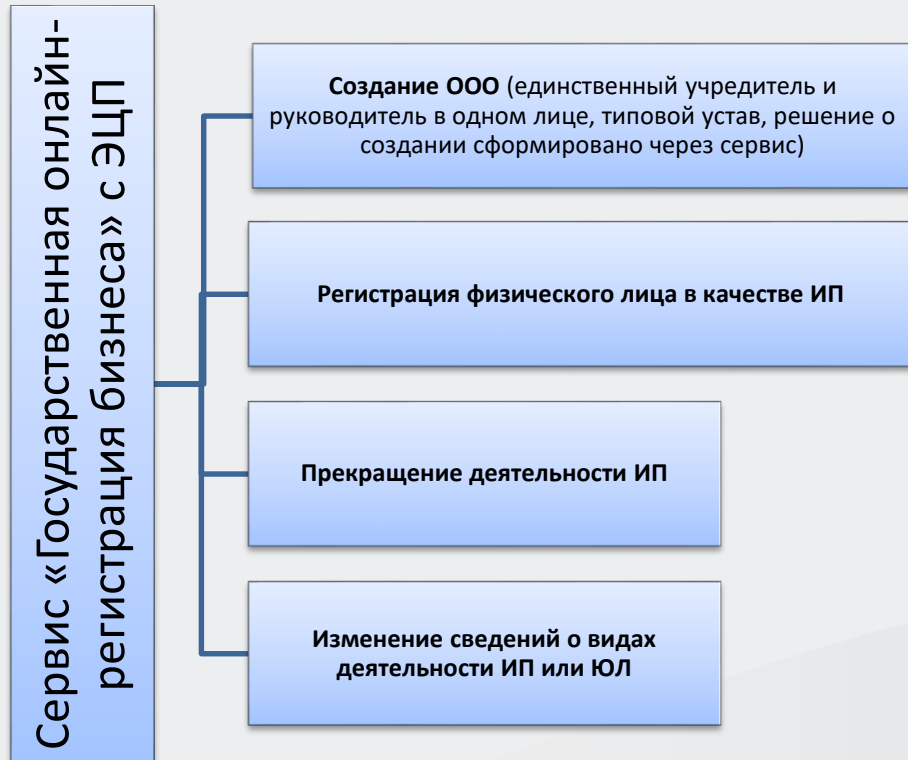 Сервис «Государственная онлайн-
регистрация бизнеса» с ЭЦП
Создание ООО (единственный учредитель и
руководитель в одном лице, типовой устав, решение о
создании сформировано через сервис)
Регистрация физического лица в качестве ИП
Прекращение деятельности ИП
Изменение сведений о видах
деятельности ИП или ЮЛ